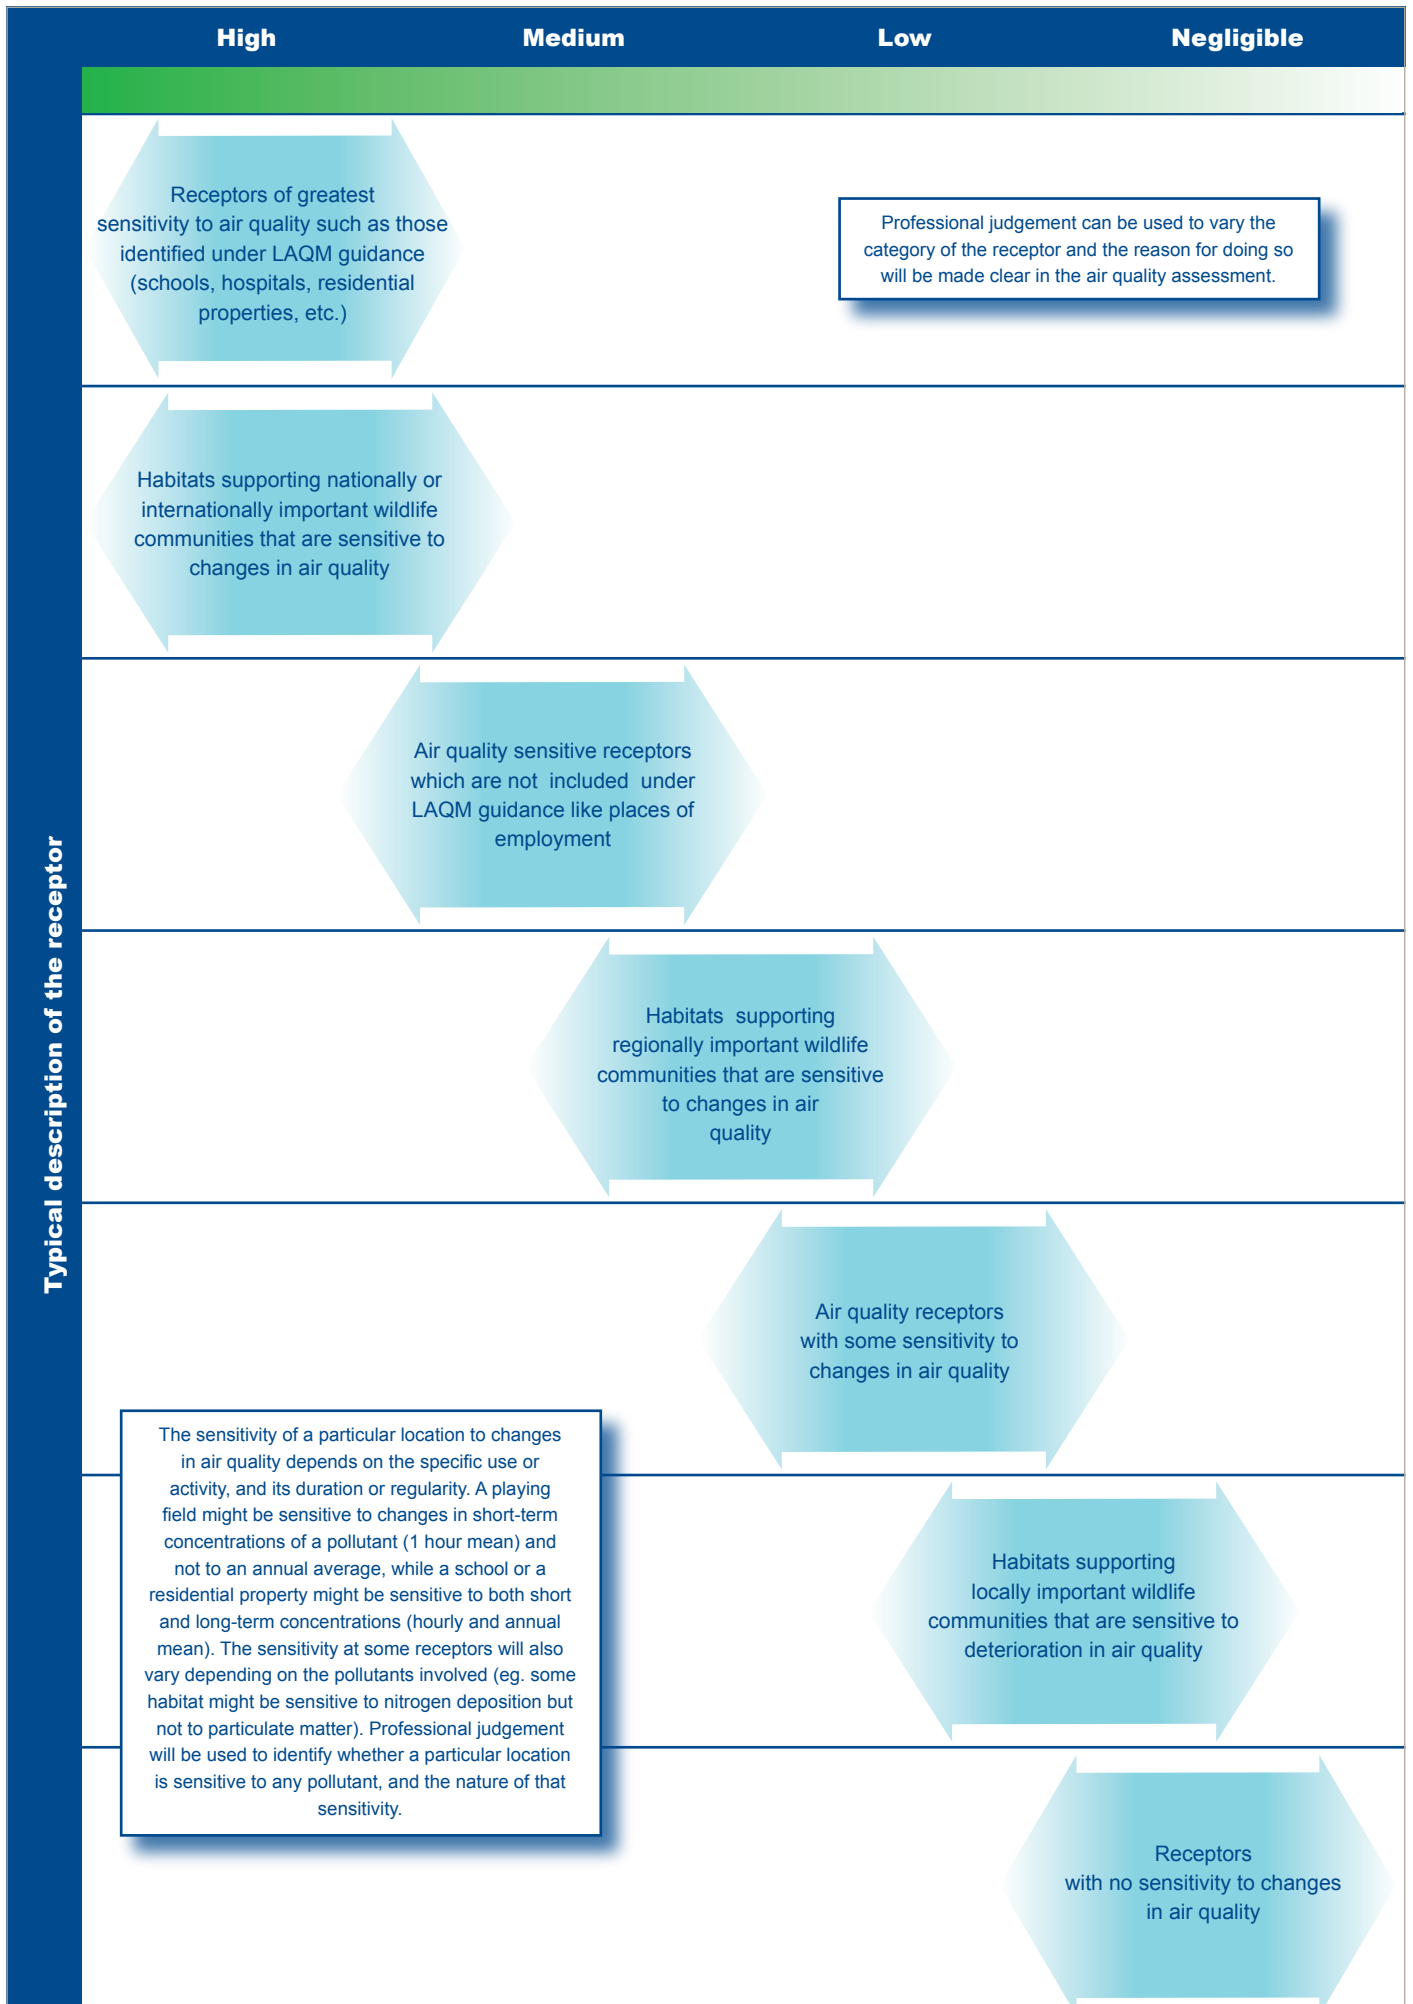 High Medium Low Negligible
Typical description of the receptor
Receptors of greatest
sensitivity to air quality such as those
identified under LAQM guidance
(schools, hospitals, residential
properties, etc.)
Professional judgement can be used to vary the
category of the receptor and the reason for doing so
will be made clear in the air quality assessment.
Habitats supporting nationally or
internationally important wildlife
communities that are sensitive to
changes in air quality
Air quality sensitive receptors
which are not included under
LAQM guidance like places of
employment
Habitats supporting
regionally important wildlife
communities that are sensitive
to changes in air
quality
Air quality receptors
with some sensitivity to
changes in air quality
The sensitivity of a particular location to changes
in air quality depends on the specific use or
activity, and its duration or regularity. A playing
field might be sensitive to changes in short-term
concentrations of a pollutant (1 hour mean) and
not to an annual average, while a school or a
residential property might be sensitive to both short
and long-term concentrations (hourly and annual
mean). The sensitivity at some receptors will also
vary depending on the pollutants involved (eg. some
habitat might be sensitive to nitrogen deposition but
not to particulate matter). Professional judgement
will be used to identify whether a particular location
is sensitive to any pollutant, and the nature of that
sensitivity.
Habitats supporting
locally important wildlife
communities that are sensitive to
deterioration in air quality
Receptors
with no sensitivity to changes
in air quality